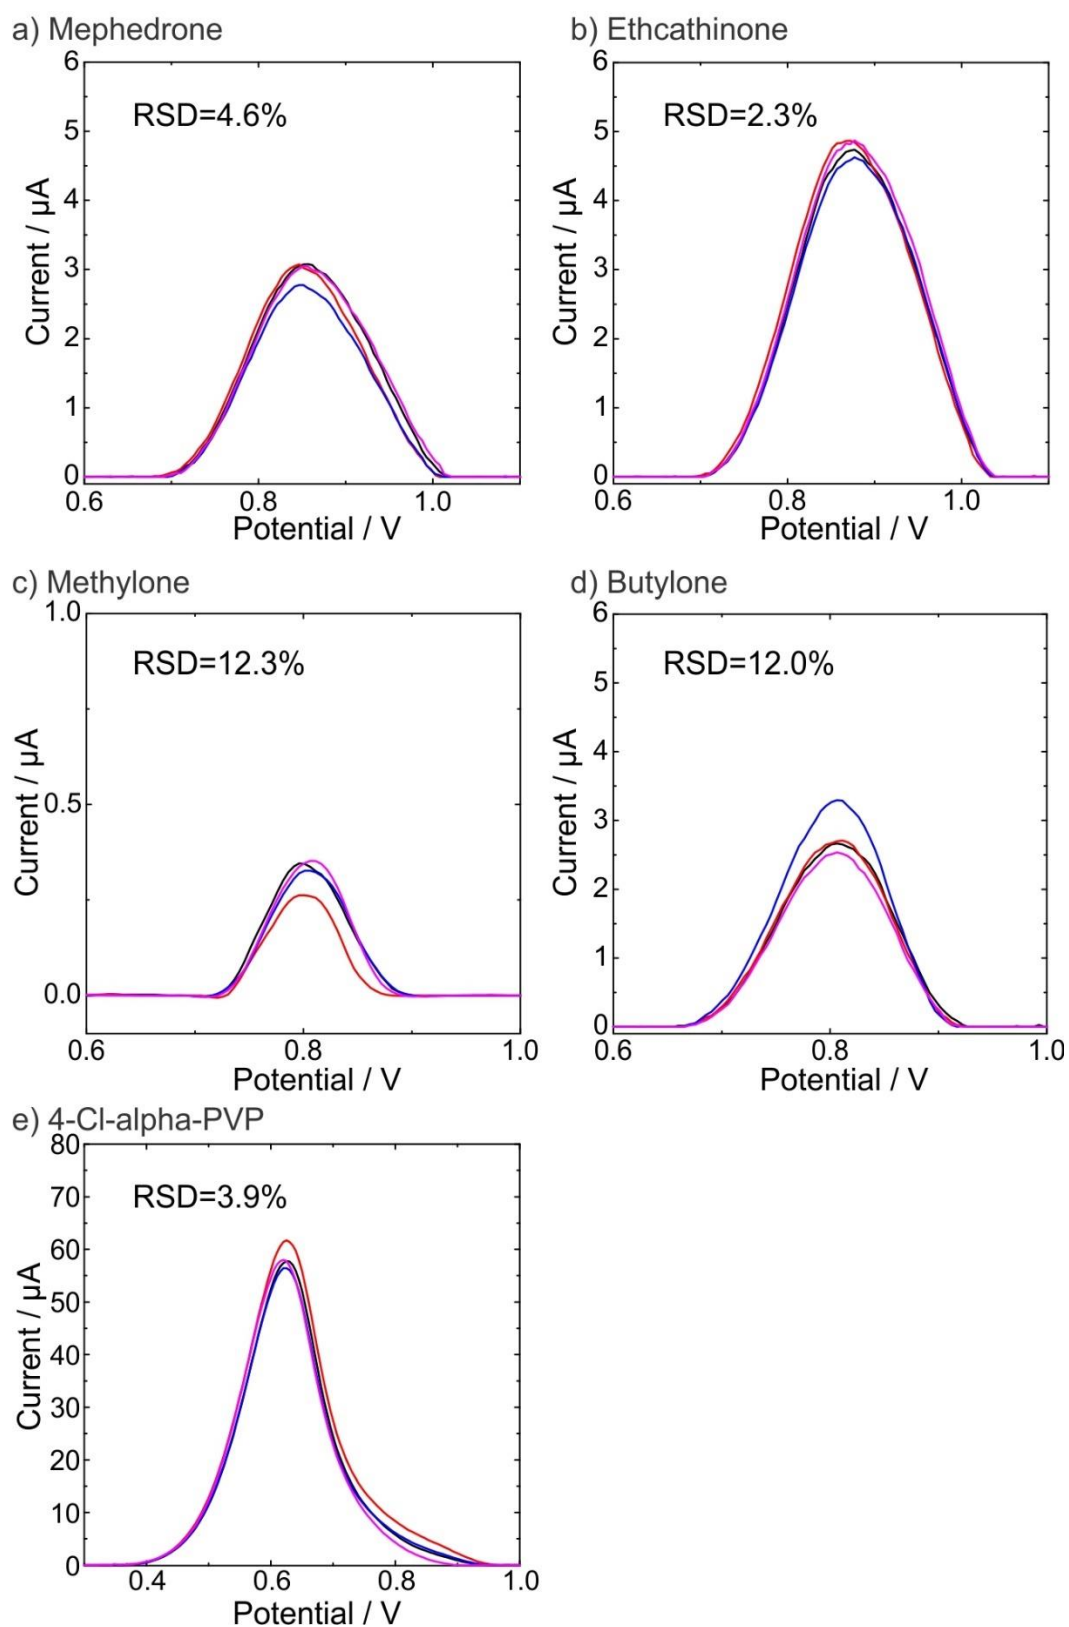 a) Mephedrone
RSD=4.6%
6
5
4
3
2
1
0
Current / µA
0.6
0.8
1.0
Potential / V
b) Ethcathinone
RSD=2.3%
6
5
4
3
2
1
0
Current / µA
0.6
0.8
1.0
Potential / V
c) Methylone
RSD=12.3%
1.0
0.5
0.0
Current / µA
0.6
0.8
1.0
Potential / V
d) Butylone
RSD=12.0%
6
5
4
3
2
1
0
Current / µA
0.6
0.8
1.0
Potential / V
e) 4-Cl-alpha-PVP
RSD=3.9%
80
70
60
50
40
30
20
10
0
Current / µA
0.4
0.6
0.8
1.0
Potential / V